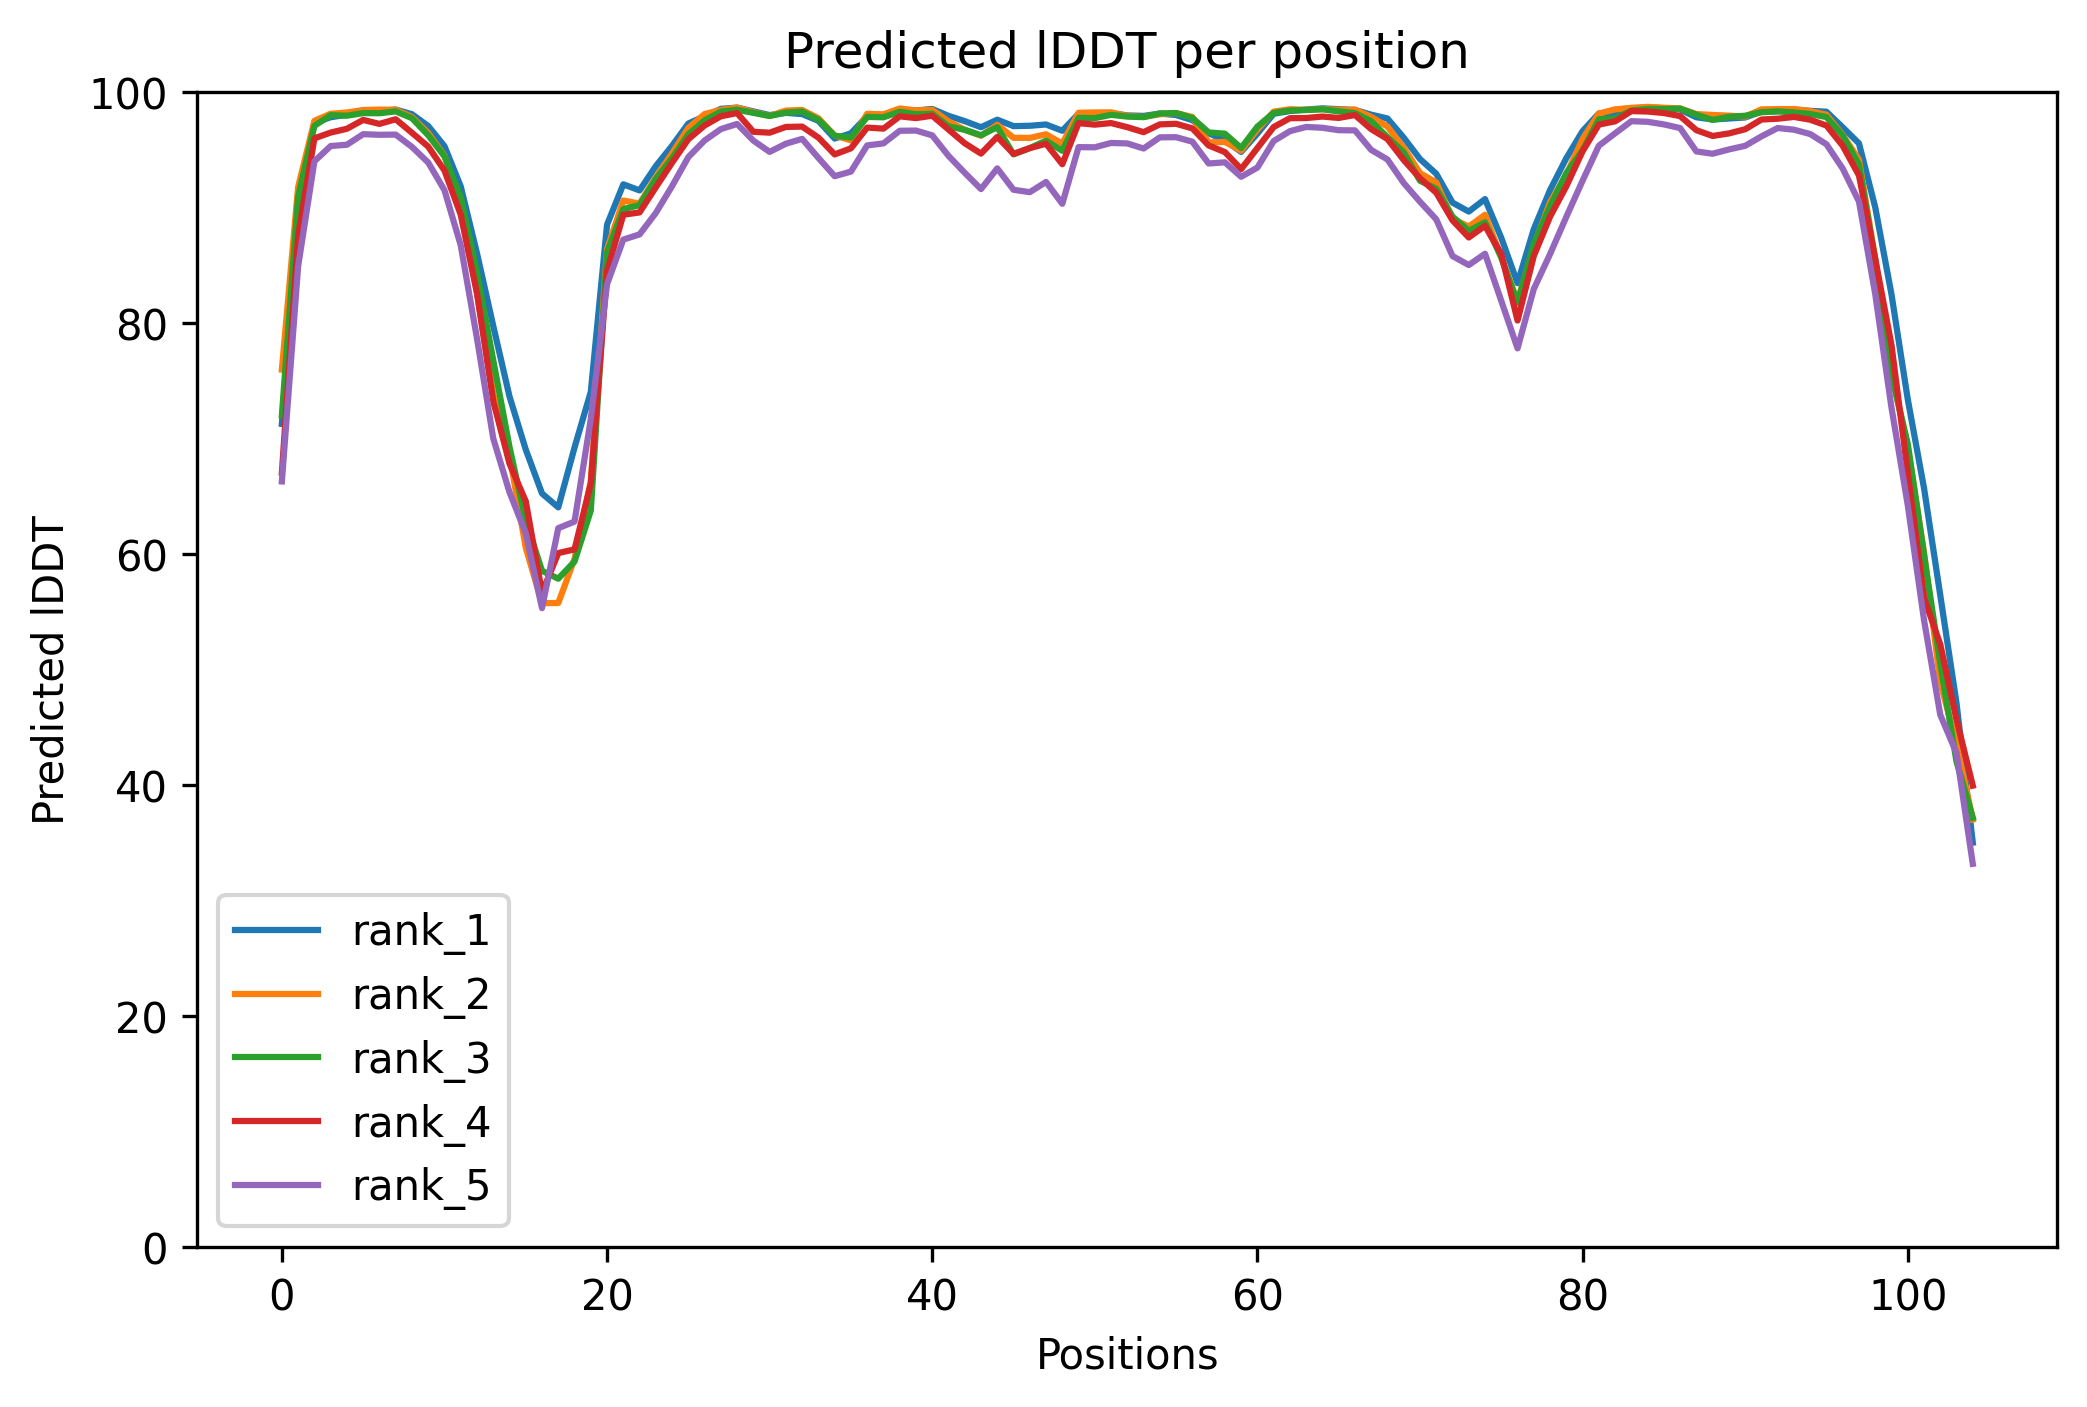 Predicted lDDT per position
100
80
60
40
20
0
Predicted lDDT
rank_1
rank_2
rank_3
rank_4
rank_5
0 20 40 60 80 100
Positions